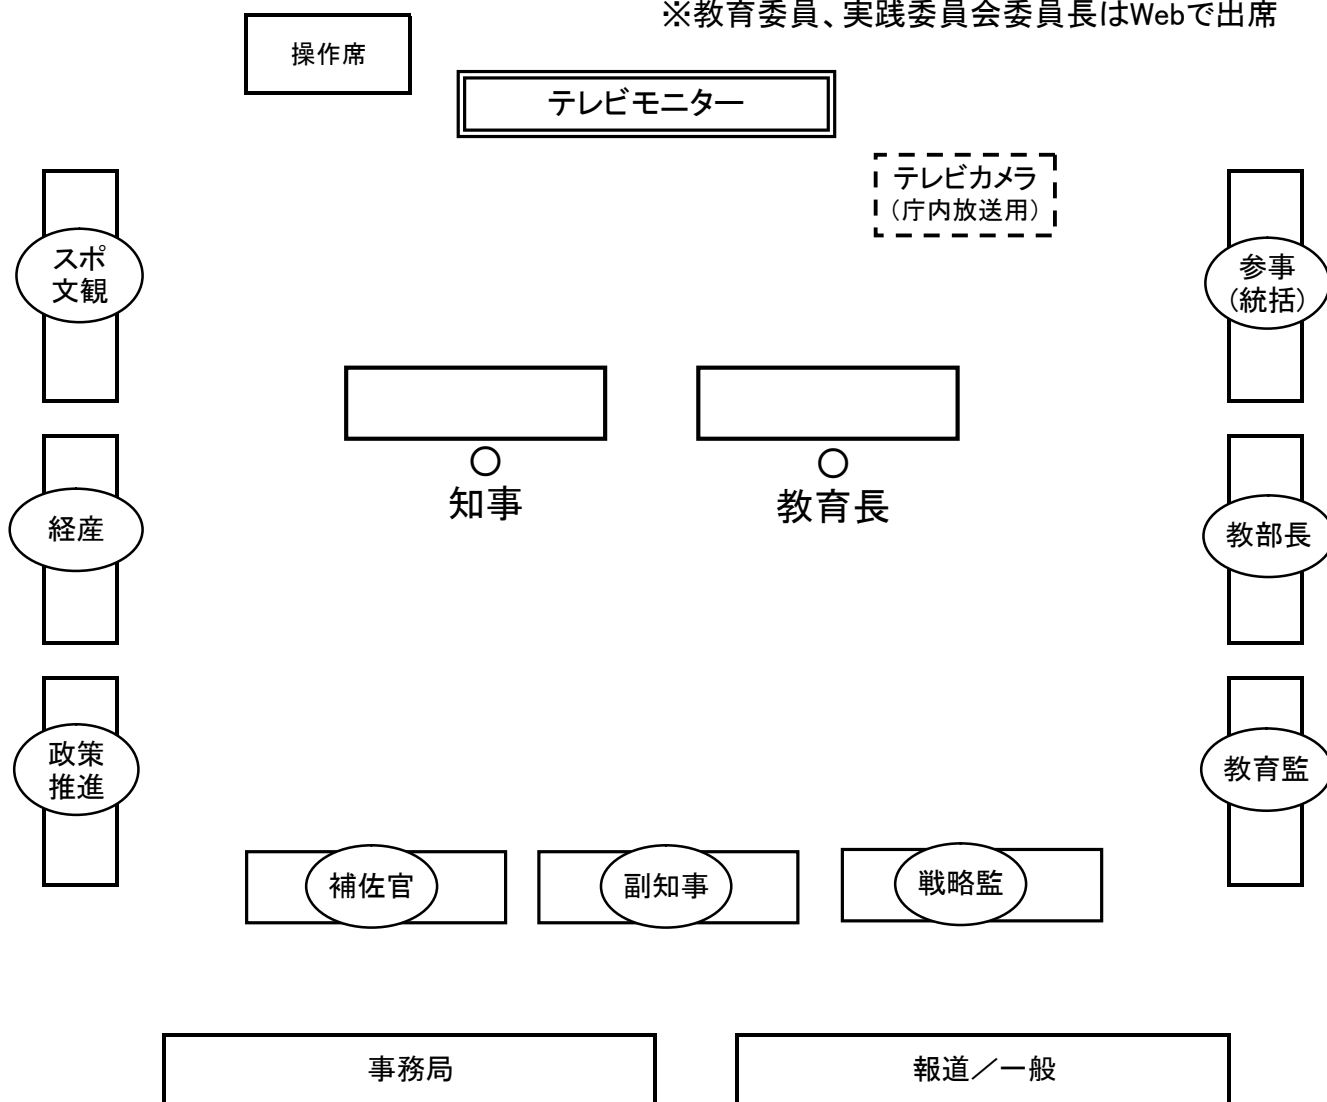 ※教育委員、実践委員会委員長はWebで出席
操作席
テレビモニター
テレビカメラ
（庁内放送用）
スポ
文観
参事
（統括）
知事
教育長
経産
教部長
政策
推進
教育監
補佐官
副知事
戦略監
事務局
報道／一般